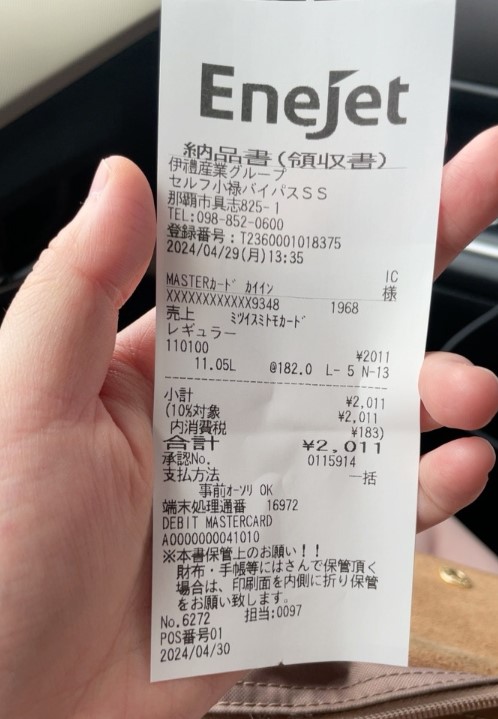 EneJet
納品書(領収書)
伊禮産業グループ
セルフ小禄バイパスSS
那覇市具志825-1
TEL:098-852-0600
登録番号:T2360001018375
2024/04/29(月)13:35
IC
MASTERカード カイイン 様
XXXXXXXXXXXX9348 1968
売上 ミツイスミトモカード
レギュラー
110100 ¥2011
11.05L @182.0 L- 5 N-13
小計 ¥2,011
(10%対象 ¥2,011
内消費税 ¥183)
合計 ¥2,011
承認No. 0115914
支払方法 一括
事前オーソリ OK
端末処理通番 16972
DEBIT MASTERCARD
A0000000041010
※本書保管上のお願い!!
財布・手帳等にはさんで保管頂く
場合は、印刷面を内側に折り保管
をお願い致します。
No.6272 担当:0097
POS番号01
2024/04/30